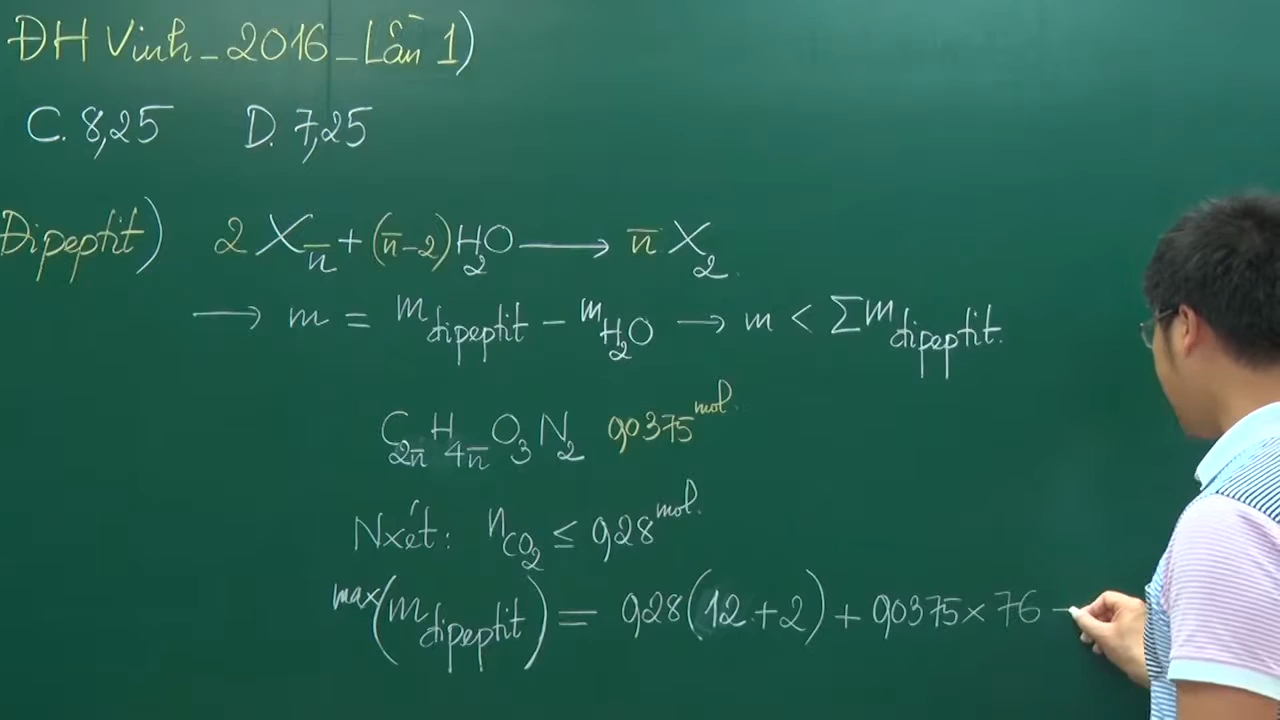 ĐH Vinh_2016_Lần 1)
C. 8,25 D. 7,25
Đipeptit) 2 X_n̄ + (n̄-2)H₂O ⟶ n̄ X₂.
⟶ m = m_đipeptit − m_H₂O → m < Σm_đipeptit.
C_2n̄ H_4n̄ O₃ N₂ 0,0375 mol.
Nxét: n_CO₂ ≤ 0,28 mol.
max(m_đipeptit) = 0,28(12+2) + 0,0375×76